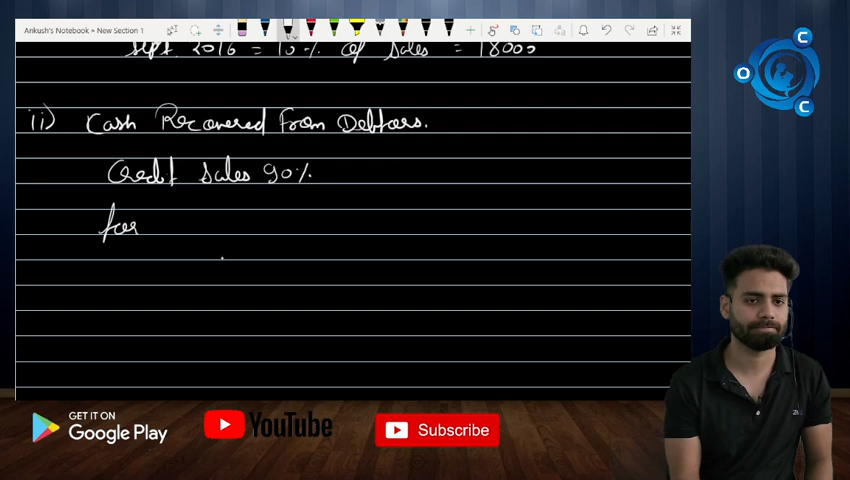 Ankush's Notebook > New Section 1
Sept. 2016 = 10% of Sales = 18000
ii) Cash Recovered from Debtors.
Credit Sales 90%
for
C
O
C
GET IT ON
Google Play
YouTube
Subscribe